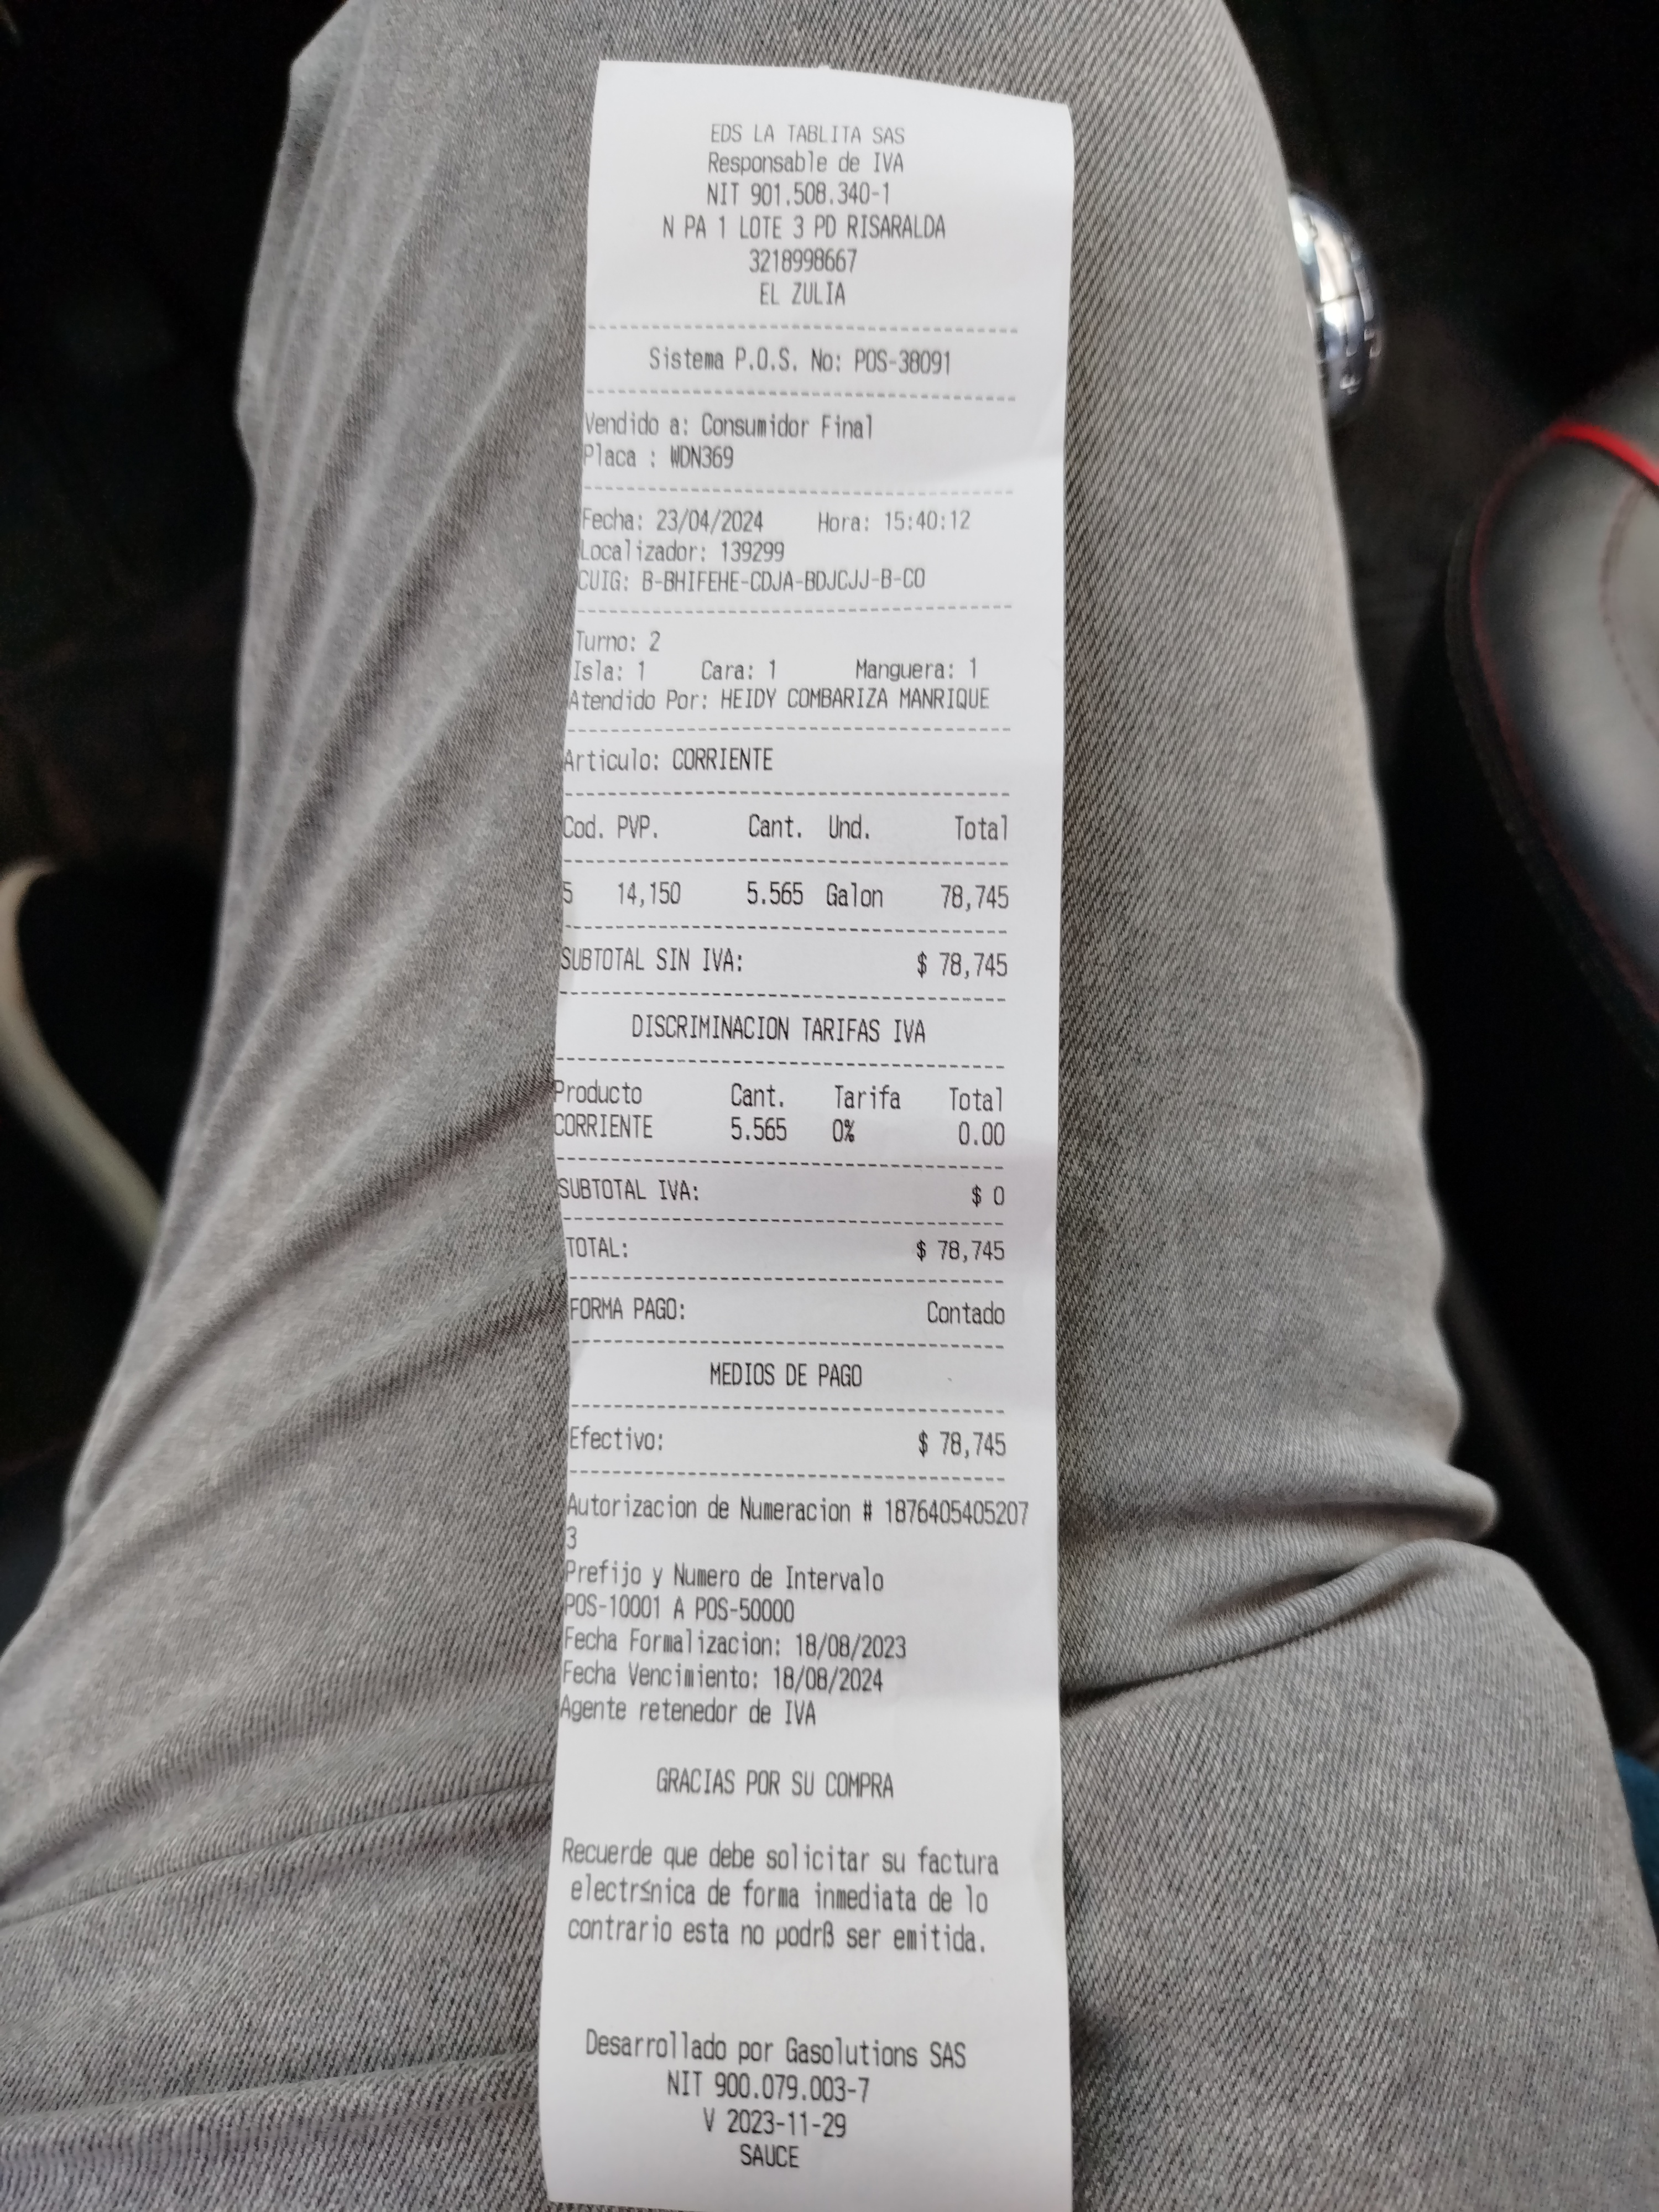 EDS LA TABLITA SAS
Responsable de IVA
NIT 901.508.340-1
N PA 1 LOTE 3 PD RISARALDA
3218998667
EL ZULIA
Sistema P.O.S. No: POS-38091
Vendido a: Consumidor Final
Placa : WDN369
Fecha: 23/04/2024 Hora: 15:40:12
Localizador: 139299
CUIG: B-BHIFEHE-CDJA-BDJCJJ-B-CO
Turno: 2
Isla: 1 Cara: 1 Manguera: 1
Atendido Por: HEIDY COMBARIZA MANRIQUE
Articulo: CORRIENTE
Cod. PVP. Cant. Und. Total
5 14,150 5.565 Galon 78,745
SUBTOTAL SIN IVA: $ 78,745
DISCRIMINACION TARIFAS IVA
Producto Cant. Tarifa Total
CORRIENTE 5.565 0% 0.00
SUBTOTAL IVA: $ 0
TOTAL: $ 78,745
FORMA PAGO: Contado
MEDIOS DE PAGO
Efectivo: $ 78,745
Autorizacion de Numeracion # 1876405405207
3
Prefijo y Numero de Intervalo
POS-10001 A POS-50000
Fecha Formalizacion: 18/08/2023
Fecha Vencimiento: 18/08/2024
Agente retenedor de IVA
GRACIAS POR SU COMPRA
Recuerde que debe solicitar su factura
electr≤nica de forma inmediata de lo
contrario esta no podrß ser emitida.
Desarrollado por Gasolutions SAS
NIT 900.079.003-7
V 2023-11-29
SAUCE